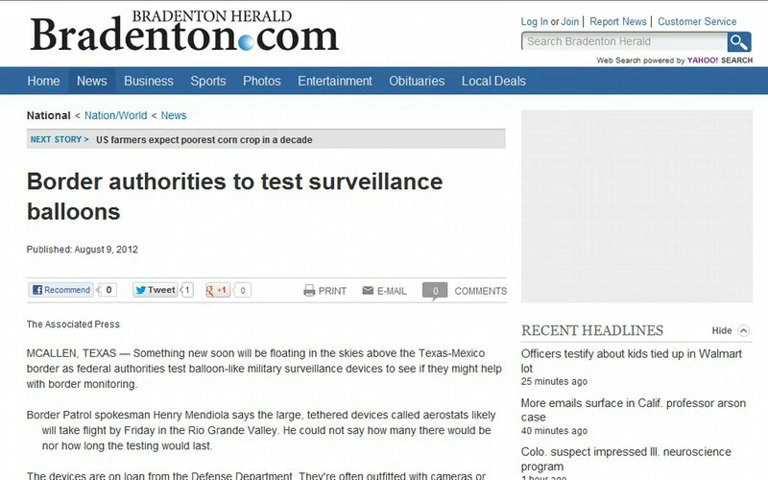 BRADENTON HERALD
Bradenton.com
Log In or Join | Report News | Customer Service
Search Bradenton Herald
Web Search powered by YAHOO! SEARCH
Home News Business Sports Photos Entertainment Obituaries Local Deals
National < Nation/World < News
NEXT STORY > US farmers expect poorest corn crop in a decade
Border authorities to test surveillance
balloons
Published: August 9, 2012
Recommend 0 Tweet 1 +1 0 PRINT E-MAIL 0 COMMENTS
The Associated Press
MCALLEN, TEXAS — Something new soon will be floating in the skies above the Texas-Mexico
border as federal authorities test balloon-like military surveillance devices to see if they might help
with border monitoring.
Border Patrol spokesman Henry Mendiola says the large, tethered devices called aerostats likely
will take flight by Friday in the Rio Grande Valley. He could not say how many there would be
nor how long the testing would last.
The devices are on loan from the Defense Department. They're often outfitted with cameras or
RECENT HEADLINES Hide
Officers testify about kids tied up in Walmart
lot
25 minutes ago
More emails surface in Calif. professor arson
case
40 minutes ago
Colo. suspect impressed Ill. neuroscience
program
1 hour ago